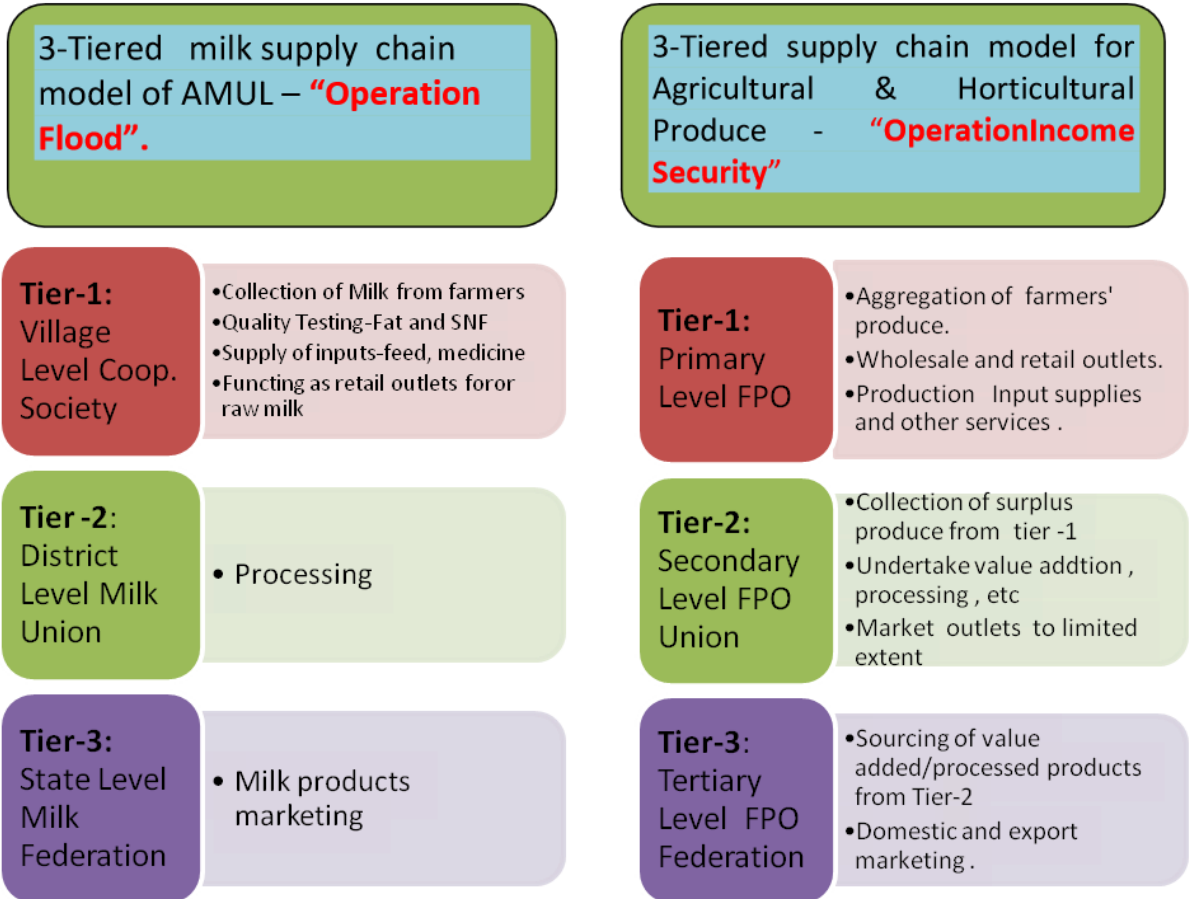 3-Tiered milk supply chain
model of AMUL – “Operation
Flood”.
Tier-1:
Village
Level Coop.
Society
•Collection of Milk from farmers
•Quality Testing-Fat and SNF
•Supply of inputs-feed, medicine
•Functing as retail outlets foror
raw milk
Tier -2:
District
Level Milk
Union
• Processing
Tier-3:
State Level
Milk
Federation
• Milk products
marketing
3-Tiered supply chain model for
Agricultural & Horticultural
Produce - “OperationIncome
Security”
Tier-1:
Primary
Level FPO
•Aggregation of farmers'
produce.
•Wholesale and retail outlets.
•Production Input supplies
and other services .
Tier-2:
Secondary
Level FPO
Union
•Collection of surplus
produce from tier -1
•Undertake value addtion ,
processing , etc
•Market outlets to limited
extent
Tier-3:
Tertiary
Level FPO
Federation
•Sourcing of value
added/processed products
from Tier-2
•Domestic and export
marketing .